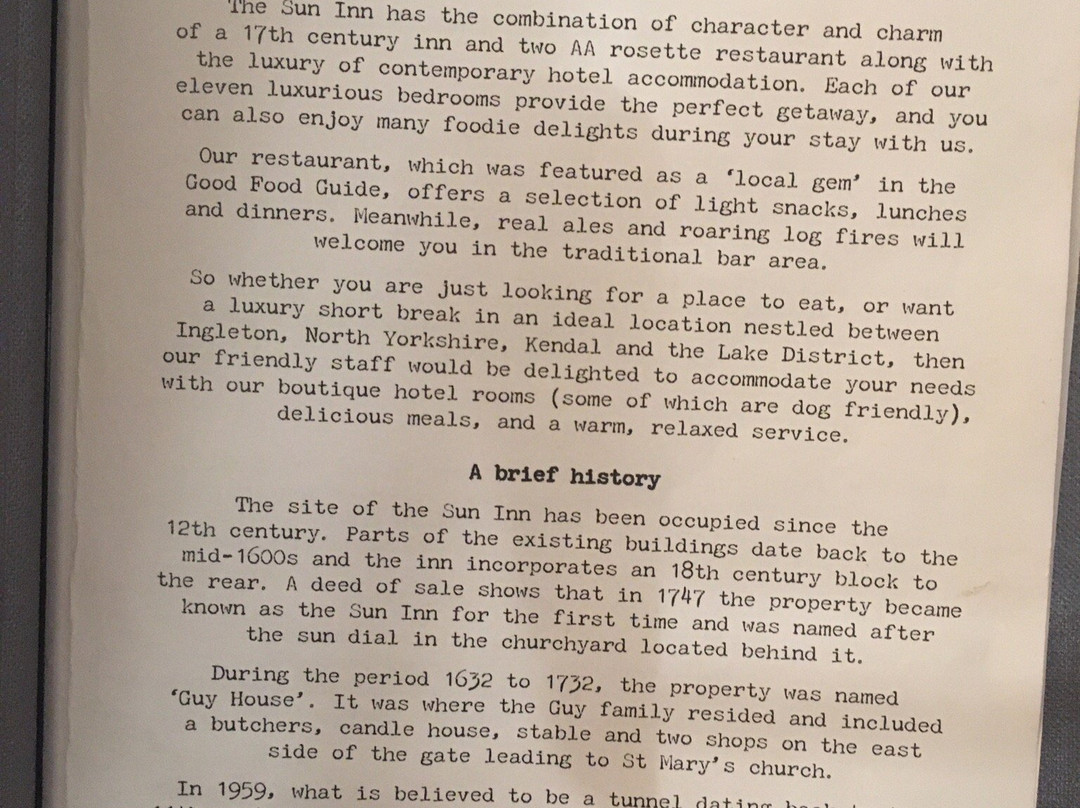 The Sun Inn has the combination of character and charm
of a 17th century inn and two AA rosette restaurant along with
the luxury of contemporary hotel accommodation. Each of our
eleven luxurious bedrooms provide the perfect getaway, and you
can also enjoy many foodie delights during your stay with us.
Our restaurant, which was featured as a 'local gem' in the
Good Food Guide, offers a selection of light snacks, lunches
and dinners. Meanwhile, real ales and roaring log fires will
welcome you in the traditional bar area.
So whether you are just looking for a place to eat, or want
a luxury short break in an ideal location nestled between
Ingleton, North Yorkshire, Kendal and the Lake District, then
our friendly staff would be delighted to accommodate your needs
with our boutique hotel rooms (some of which are dog friendly),
delicious meals, and a warm, relaxed service.
A brief history
The site of the Sun Inn has been occupied since the
12th century. Parts of the existing buildings date back to the
mid-1600s and the inn incorporates an 18th century block to
the rear. A deed of sale shows that in 1747 the property became
known as the Sun Inn for the first time and was named after
the sun dial in the churchyard located behind it.
During the period 1632 to 1732, the property was named
'Guy House'. It was where the Guy family resided and included
a butchers, candle house, stable and two shops on the east
side of the gate leading to St Mary's church.
In 1959, what is believed to be a tunnel dating